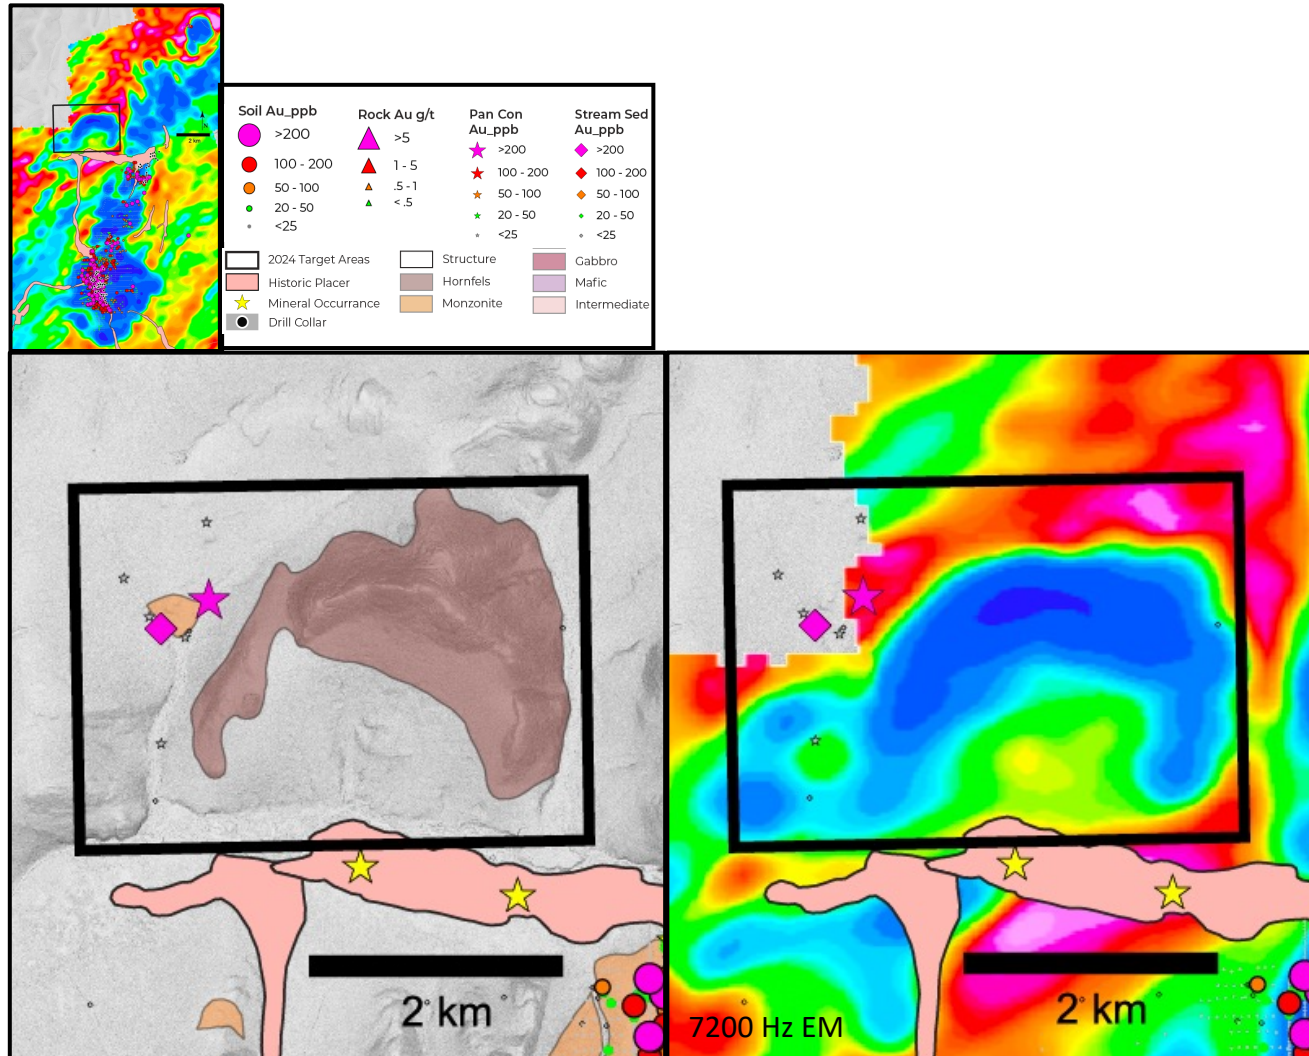 N
2 km
Soil Au_ppb
>200
100 - 200
50 - 100
20 - 50
<25
Rock Au g/t
>5
1 - 5
.5 - 1
< .5
Pan Con
Au_ppb
>200
100 - 200
50 - 100
20 - 50
<25
Stream Sed
Au_ppb
>200
100 - 200
50 - 100
20 - 50
<25
2024 Target Areas
Historic Placer
Mineral Occurrance
Drill Collar
Structure
Hornfels
Monzonite
Gabbro
Mafic
Intermediate
2 km
7200 Hz EM
2 km